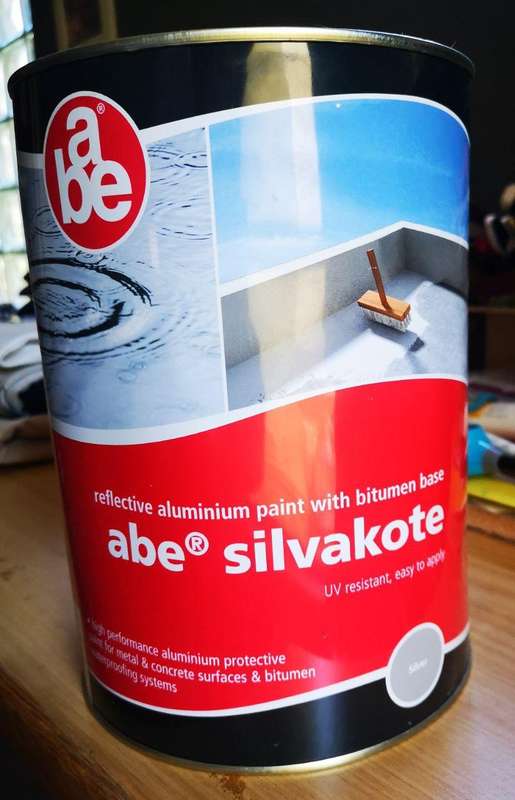 abe®
reflective aluminium paint with bitumen base
abe® silvakote
UV resistant, easy to apply
high performance aluminium protective
paint for metal & concrete surfaces & bitumen
waterproofing systems
Silver